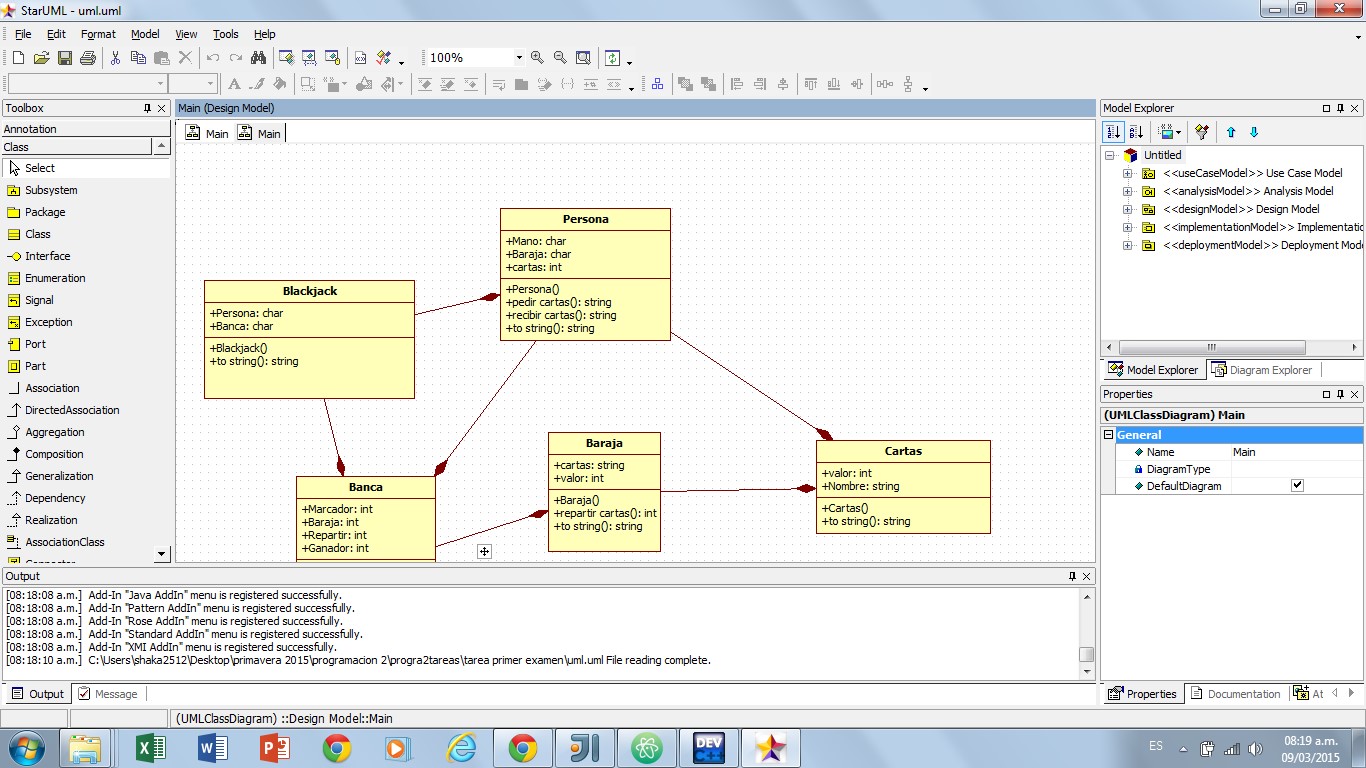 StarUML - uml.uml
File Edit Format Model View Tools Help
100%
Toolbox
Annotation
Class
Select
Subsystem
Package
Class
Interface
Enumeration
Signal
Exception
Port
Part
Association
DirectedAssociation
Aggregation
Composition
Generalization
Dependency
Realization
AssociationClass
Main (Design Model)
Main Main
Blackjack
+Persona: char
+Banca: char
+Blackjack()
+to string(): string
Persona
+Mano: char
+Baraja: char
+cartas: int
+Persona()
+pedir cartas(): string
+recibir cartas(): string
+to string(): string
Banca
+Marcador: int
+Baraja: int
+Repartir: int
+Ganador: int
Baraja
+cartas: string
+valor: int
+Baraja()
+repartir cartas(): int
+to string(): string
Cartas
+valor: int
+Nombre: string
+Cartas()
+to string(): string
Model Explorer
Untitled
<<useCaseModel>> Use Case Model
<<analysisModel>> Analysis Model
<<designModel>> Design Model
<<implementationModel>> Implementatio
<<deploymentModel>> Deployment Mode
Model Explorer Diagram Explorer
Properties
(UMLClassDiagram) Main
General
Name Main
DiagramType
DefaultDiagram
Properties Documentation At
Output
[08:18:08 a.m.] Add-In "Java AddIn" menu is registered successfully.
[08:18:08 a.m.] Add-In "Pattern AddIn" menu is registered successfully.
[08:18:08 a.m.] Add-In "Rose AddIn" menu is registered successfully.
[08:18:08 a.m.] Add-In "Standard AddIn" menu is registered successfully.
[08:18:08 a.m.] Add-In "XMI AddIn" menu is registered successfully.
[08:18:10 a.m.] C:\Users\shaka2512\Desktop\primavera 2015\programacion 2\progra2tareas\tarea primer examen\uml.uml File reading complete.
Output Message
(UMLClassDiagram) ::Design Model::Main
DEV
C++
ES
08:19 a.m.
09/03/2015